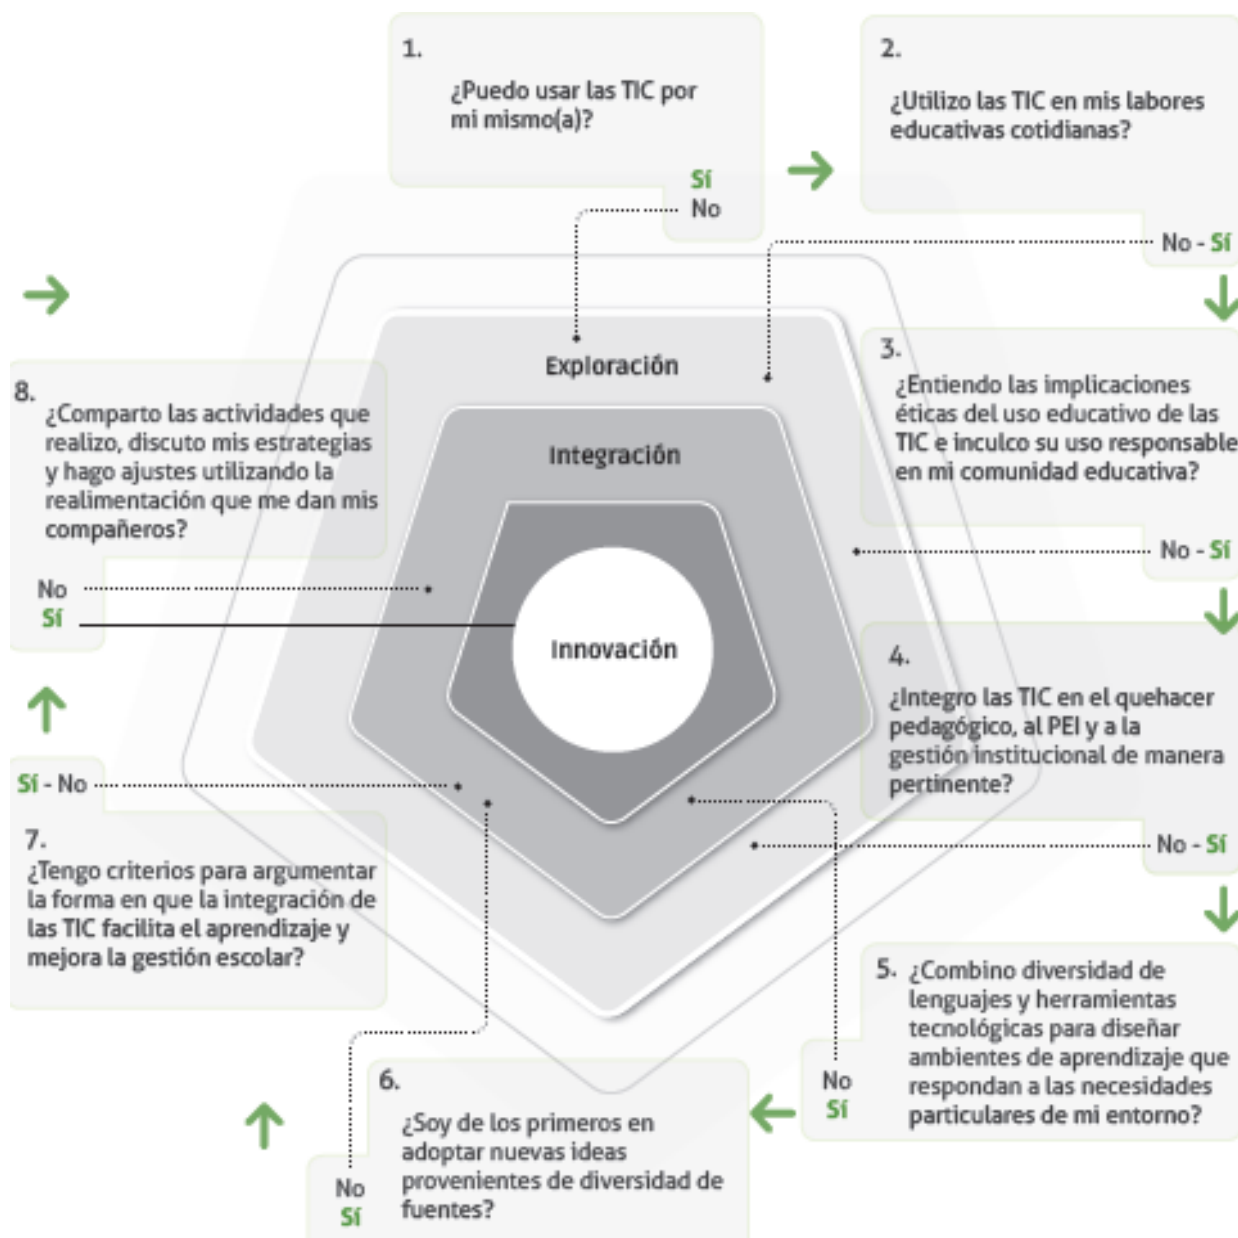 1.
¿Puedo usar las TIC por
mi mismo(a)?
Sí
No
2.
¿Utilizo las TIC en mis labores
educativas cotidianas?
No - Sí
3.
¿Entiendo las implicaciones
éticas del uso educativo de las
TIC e inculco su uso responsable
en mi comunidad educativa?
No - Sí
4.
¿Integro las TIC en el quehacer
pedagógico, al PEI y a la
gestión institucional de manera
pertinente?
No - Sí
5. ¿Combino diversidad de
lenguajes y herramientas
tecnológicas para diseñar
ambientes de aprendizaje que
respondan a las necesidades
particulares de mi entorno?
No
Sí
6.
¿Soy de los primeros en
adoptar nuevas ideas
provenientes de diversidad de
fuentes?
No
Sí
Sí - No
7.
¿Tengo criterios para argumentar
la forma en que la integración de
las TIC facilita el aprendizaje y
mejora la gestión escolar?
8.
¿Comparto las actividades que
realizo, discuto mis estrategias
y hago ajustes utilizando la
realimentación que me dan mis
compañeros?
No
Sí
Exploración
Integración
Innovación